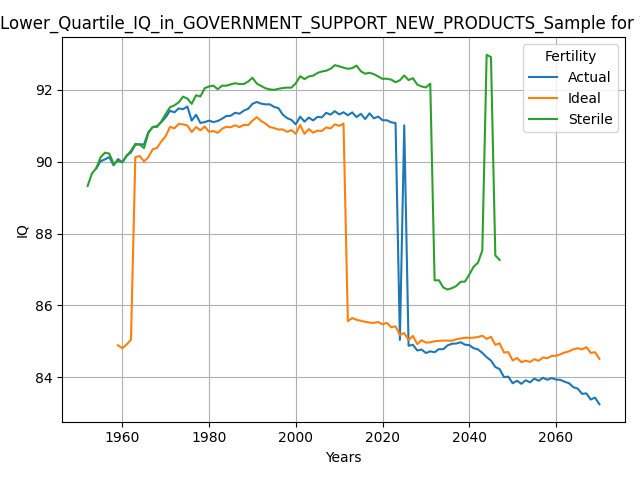 Lower_Quartile_IQ_in_GOVERNMENT_SUPPORT_NEW_PRODUCTS_Sample for
Fertility
Actual
Ideal
Sterile
92
90
88
86
84
IQ
1960
1980
2000
2020
2040
2060
Years